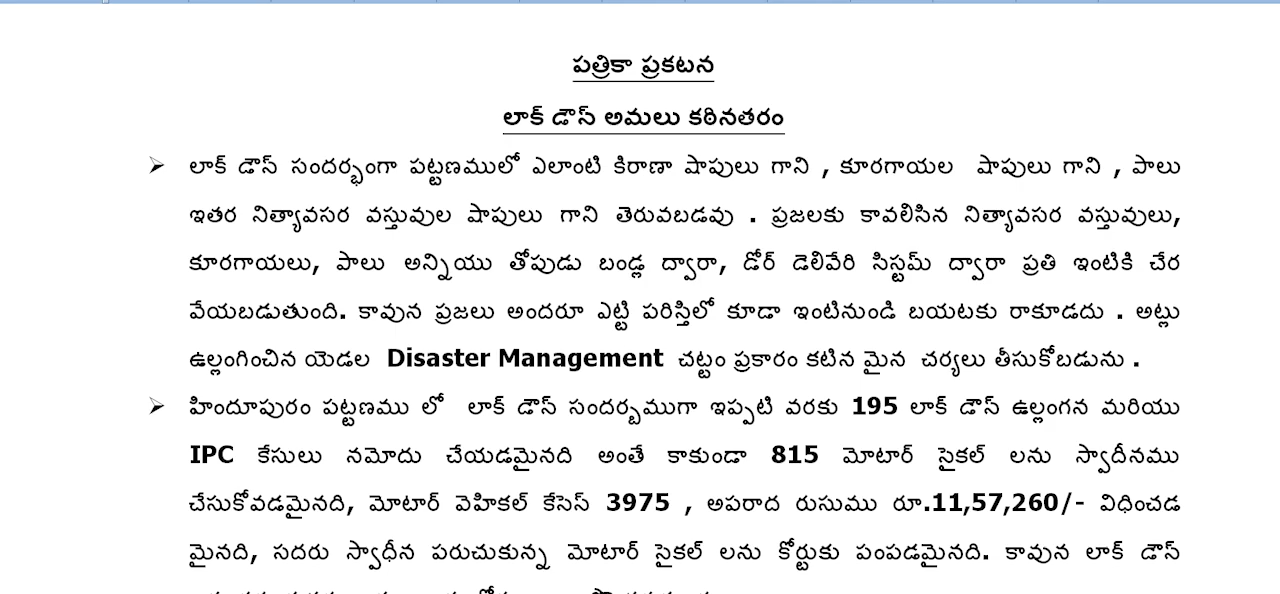 పత్రికా ప్రకటన
లాక్ డౌన్ అమలు కఠినతరం
➢ లాక్ డౌన్ సందర్భంగా పట్టణములో ఎలాంటి కిరాణా షాపులు గాని , కూరగాయల షాపులు గాని , పాలు
ఇతర నిత్యావసర వస్తువుల షాపులు గాని తెరువబడవు . ప్రజలకు కావలిసిన నిత్యావసర వస్తువులు,
కూరగాయలు, పాలు అన్నియు తోపుడు బండ్ల ద్వారా, డోర్ డెలివేరి సిస్టమ్ ద్వారా ప్రతి ఇంటికి చేర
వేయబడుతుంది. కావున ప్రజలు అందరూ ఎట్టి పరిస్తిలో కూడా ఇంటినుండి బయటకు రాకూడదు . అట్లు
ఉల్లంగించిన యెడల Disaster Management చట్టం ప్రకారం కటిన మైన చర్యలు తీసుకోబడును .
➢ హిందూపురం పట్టణము లో లాక్ డౌన్ సందర్బముగా ఇప్పటి వరకు 195 లాక్ డౌన్ ఉల్లంగన మరియు
IPC కేసులు నమోదు చేయడమైనది అంతే కాకుండా 815 మోటార్ సైకల్ లను స్వాదీనము
చేసుకోవడమైనది, మోటార్ వెహికల్ కేసెస్ 3975 , అపరాద రుసుము రూ.11,57,260/- విధించడ
మైనది, సదరు స్వాధీన పరుచుకున్న మోటార్ సైకల్ లను కోర్టుకు పంపడమైనది. కావున లాక్ డౌన్